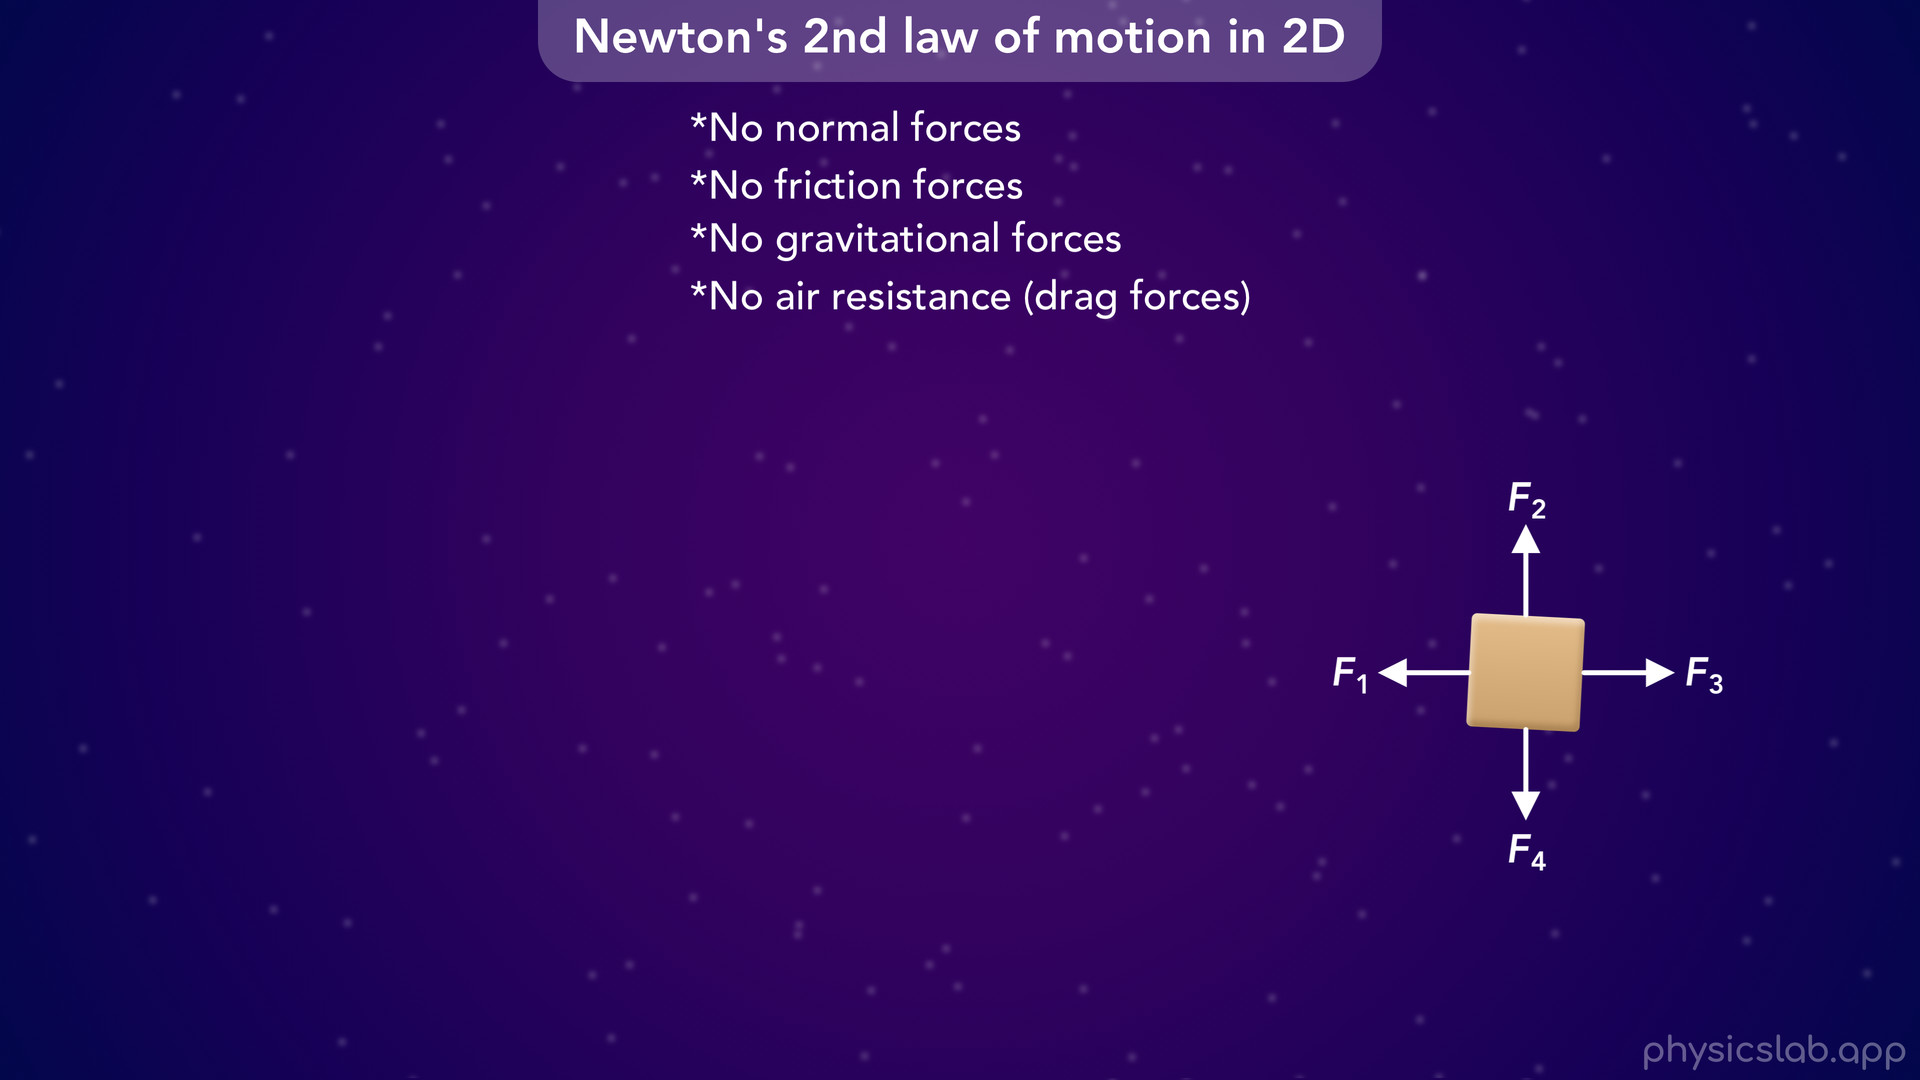 Newton's 2nd law of motion in 2D
*No normal forces
*No friction forces
*No gravitational forces
*No air resistance (drag forces)
F₂
F₁
F₃
F₄
physicslab.app